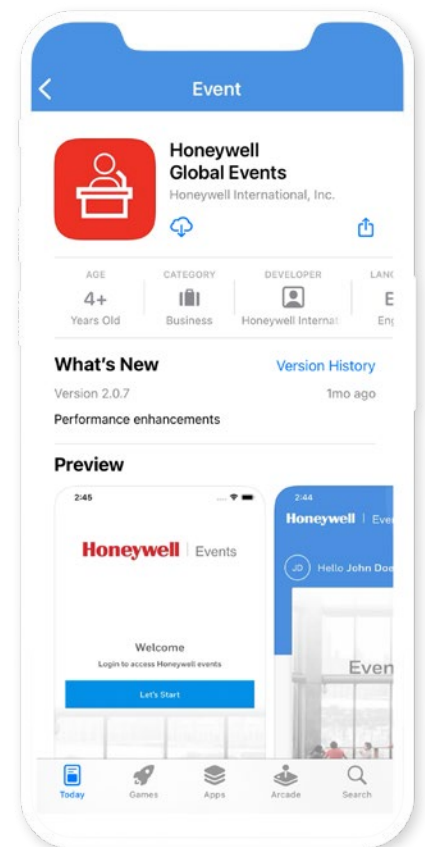 Event
Honeywell
Global Events
Honeywell International, Inc.
AGE
CATEGORY
DEVELOPER
4+
Years Old
Business
Honeywell
What's New
Version History
Version 2.0.7
1mo ago
Performance enhancements
Preview
2:45
Honeywell | Events
Welcome
Login to access Honeywell events
Let's Start
2:44
Honeywell |
JD
Hello John Doe
Today
Games
Apps
Arcade
Search